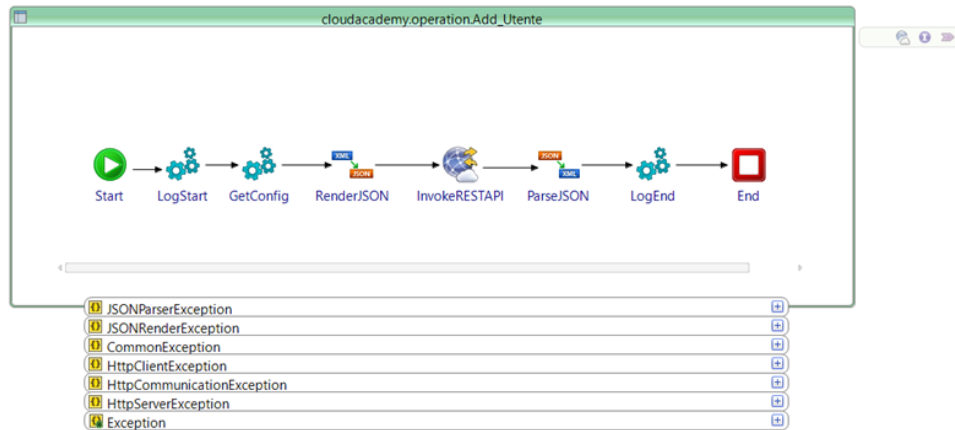 cloudacademy.operation.Add_Utente
XML JSON JSON XML
Start LogStart GetConfig RenderJSON InvokeRESTAPI ParseJSON LogEnd End
JSONParserException
JSONRenderException
CommonException
HttpClientException
HttpCommunicationException
HttpServerException
Exception